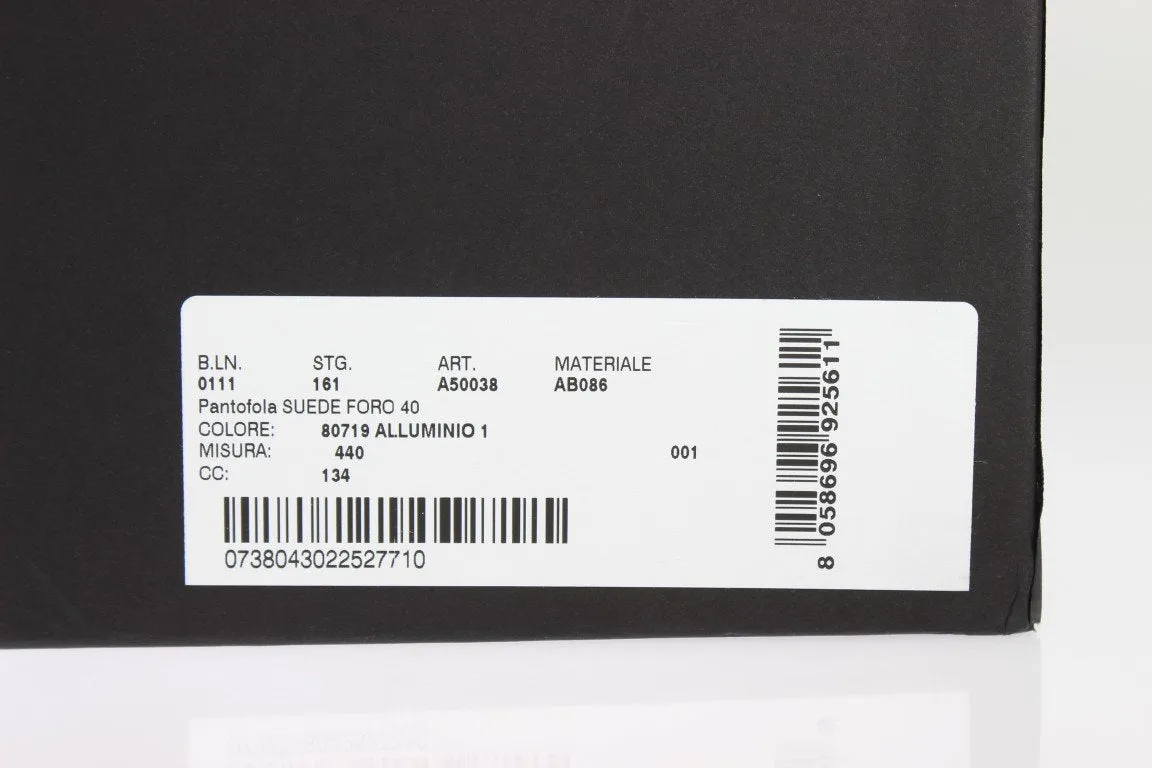 B.LN. STG. ART. MATERIALE
0111 161 A50038 AB086
Pantofola SUEDE FORO 40
COLORE: 80719 ALLUMINIO 1
MISURA: 440 001
CC: 134
0738043022527710
8 058696 925611